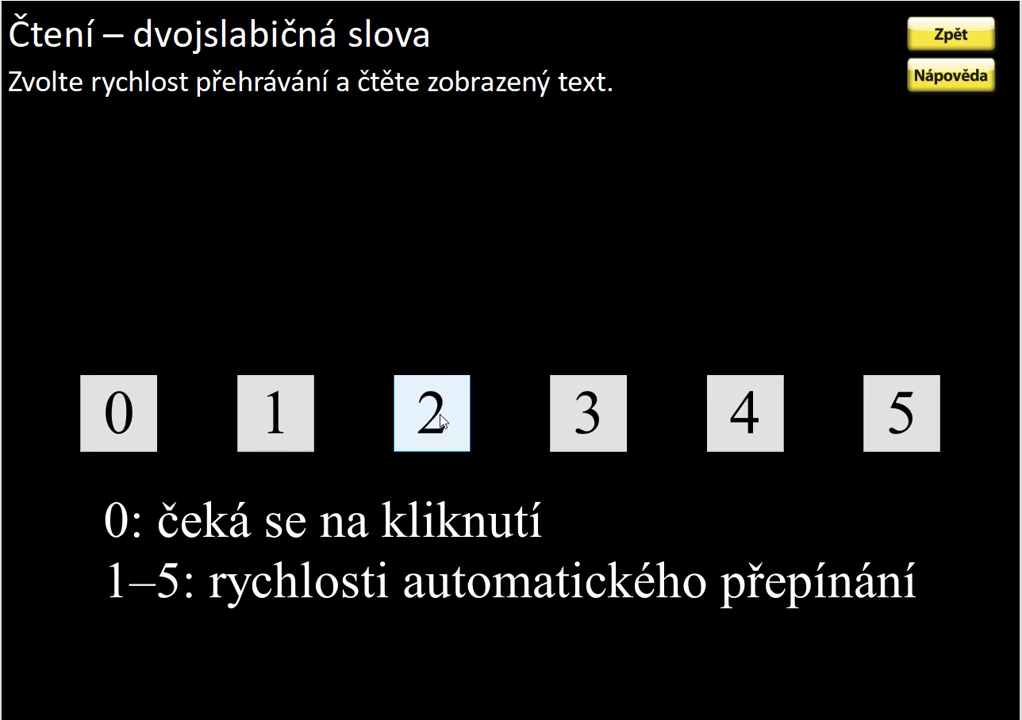 Čtení – dvojslabičná slova
Zpět
Zvolte rychlost přehrávání a čtěte zobrazený text.
Nápověda
0 1 2 3 4 5
0: čeká se na kliknutí
1–5: rychlosti automatického přepínání